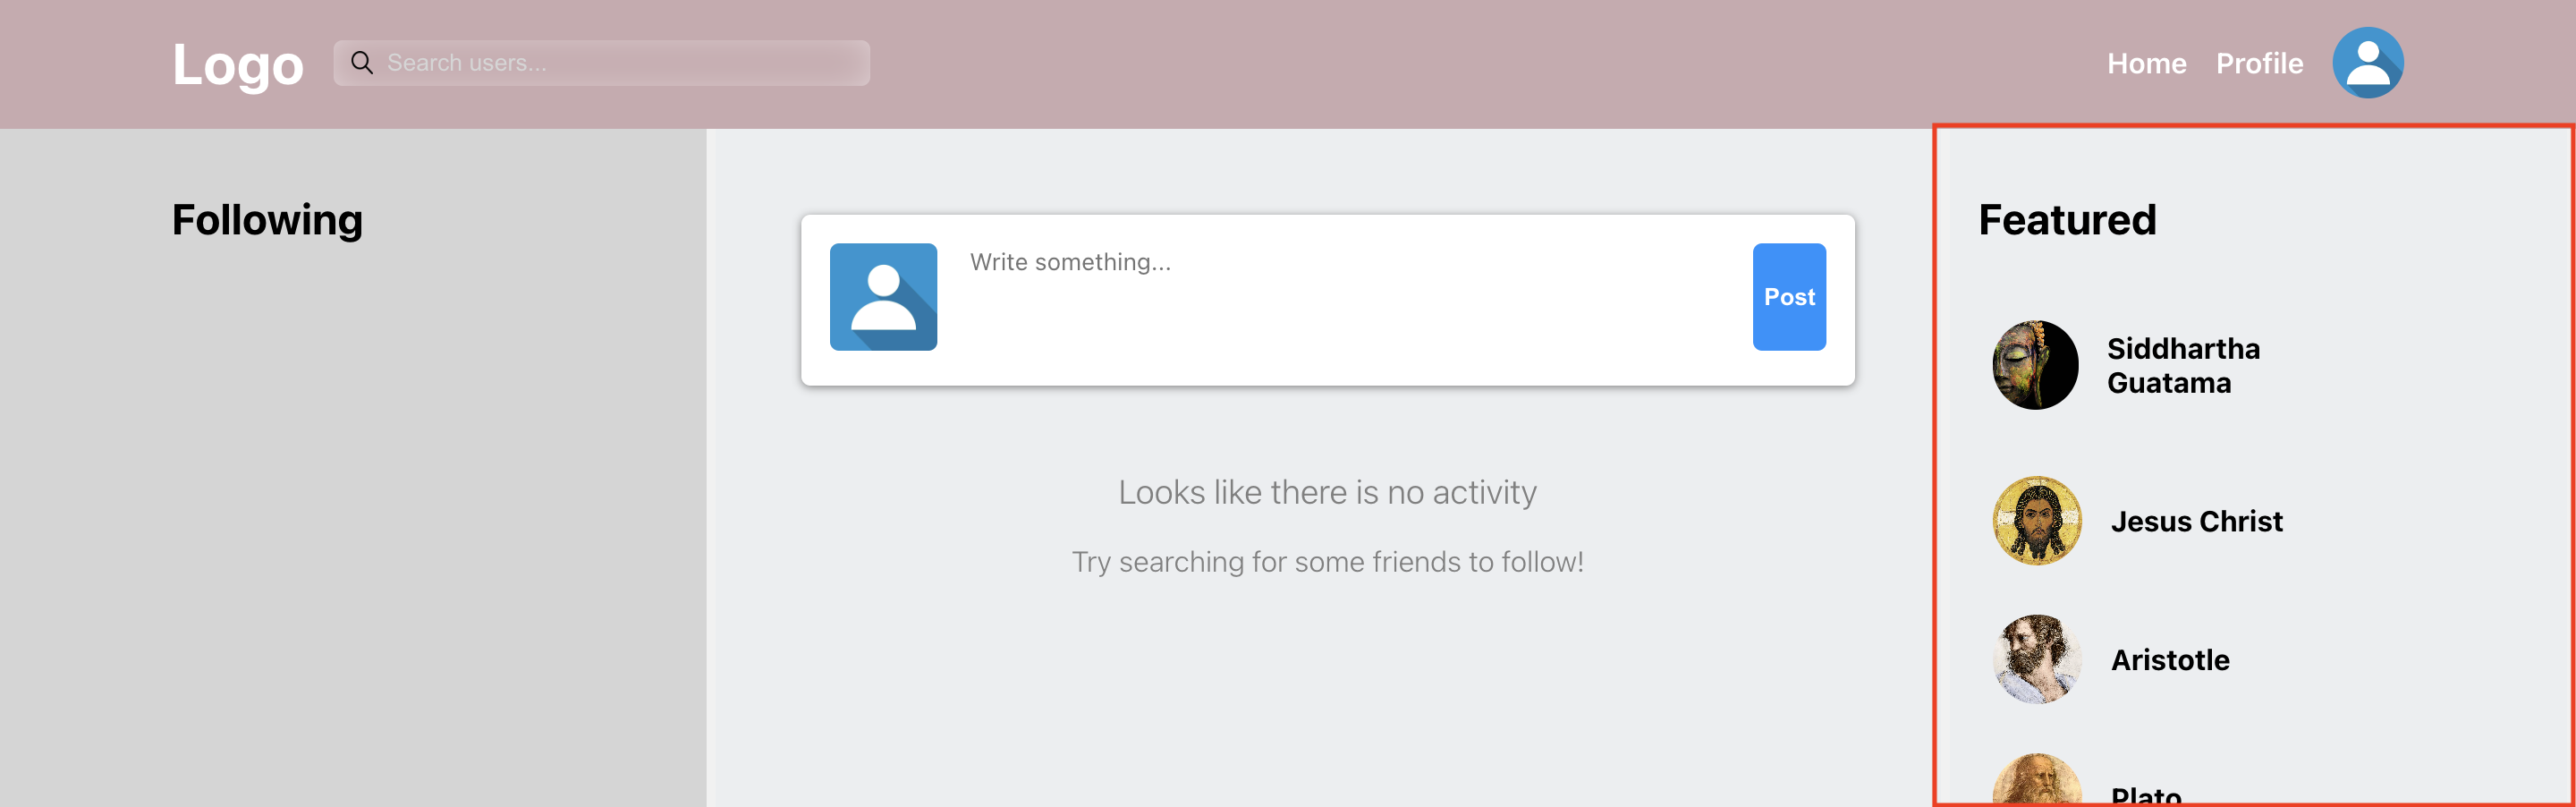 Logo
Search users...
Home
Profile
Following
Write something...
Post
Looks like there is no activity
Try searching for some friends to follow!
Featured
Siddhartha
Guatama
Jesus Christ
Aristotle
Plato